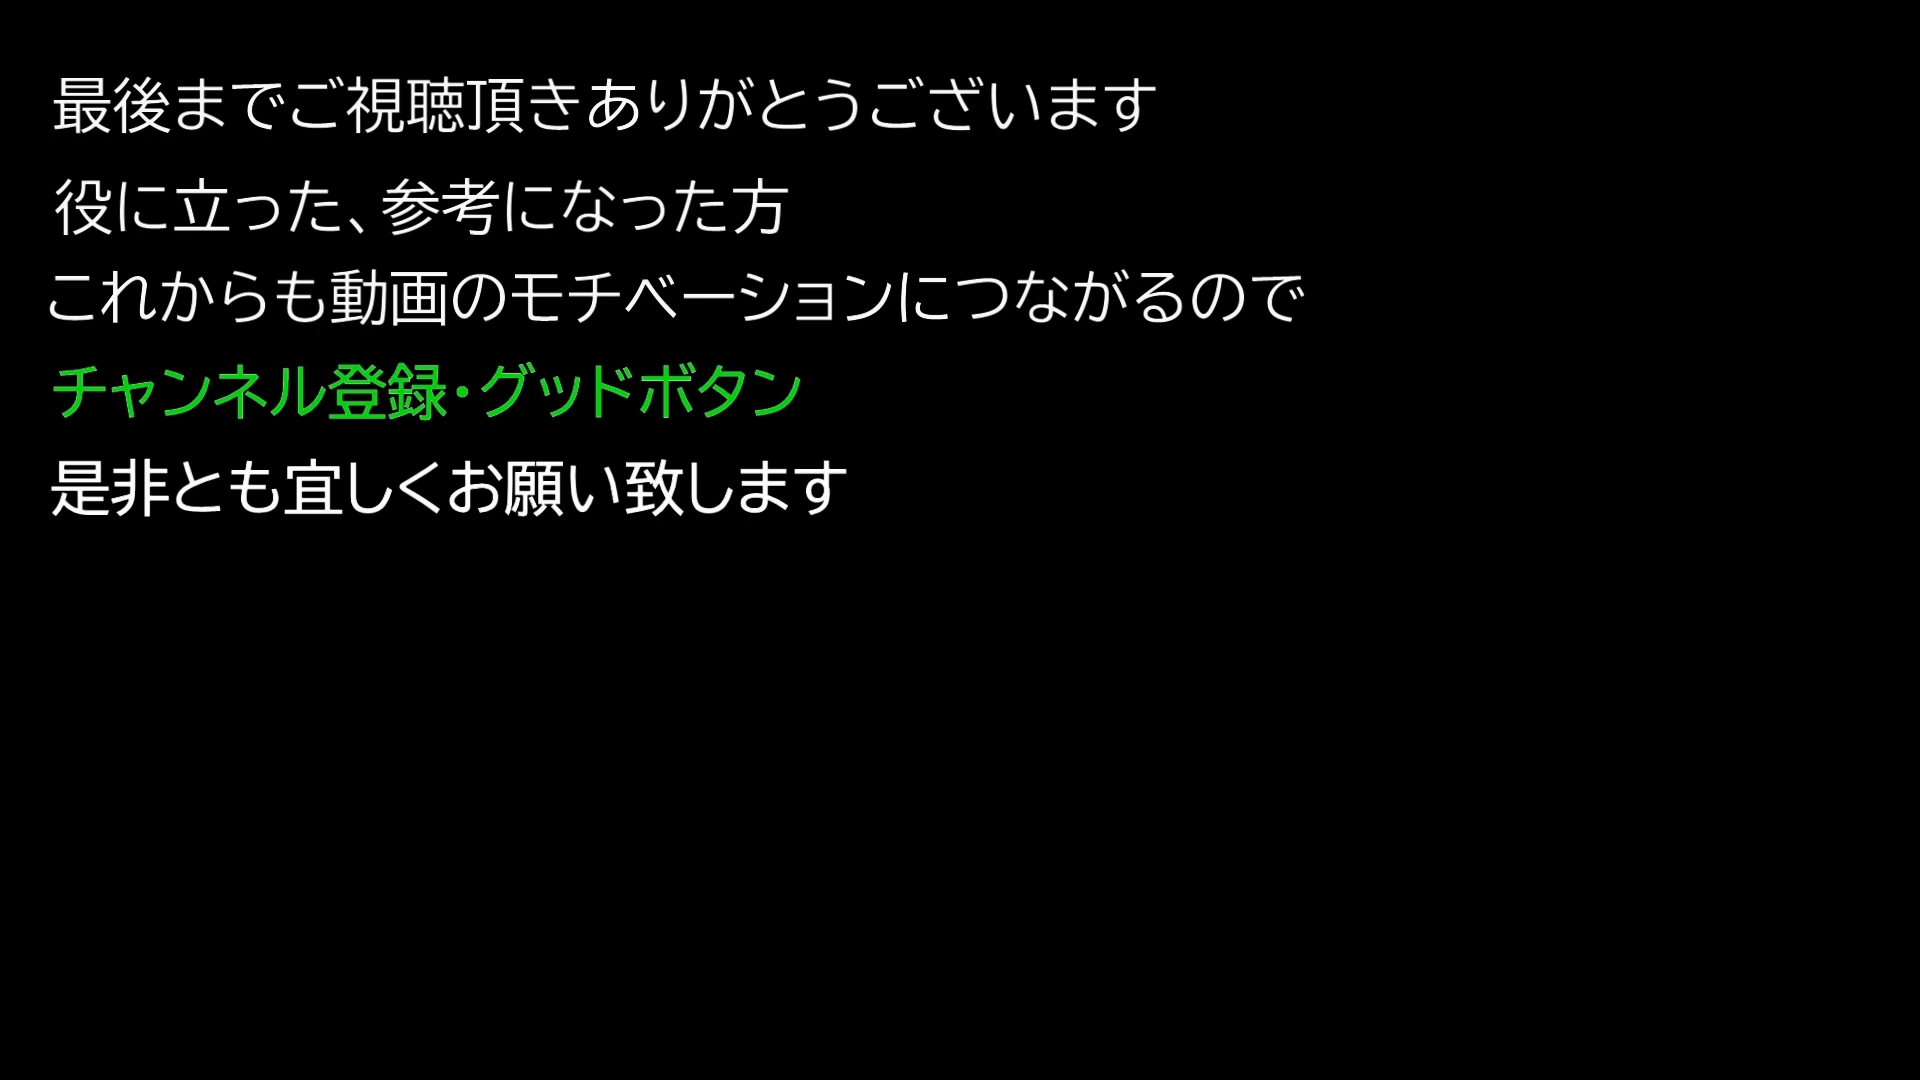 最後までご視聴頂きありがとうございます
役に立った、参考になった方
これからも動画のモチベーションにつながるので
チャンネル登録・グッドボタン
是非とも宜しくお願い致します